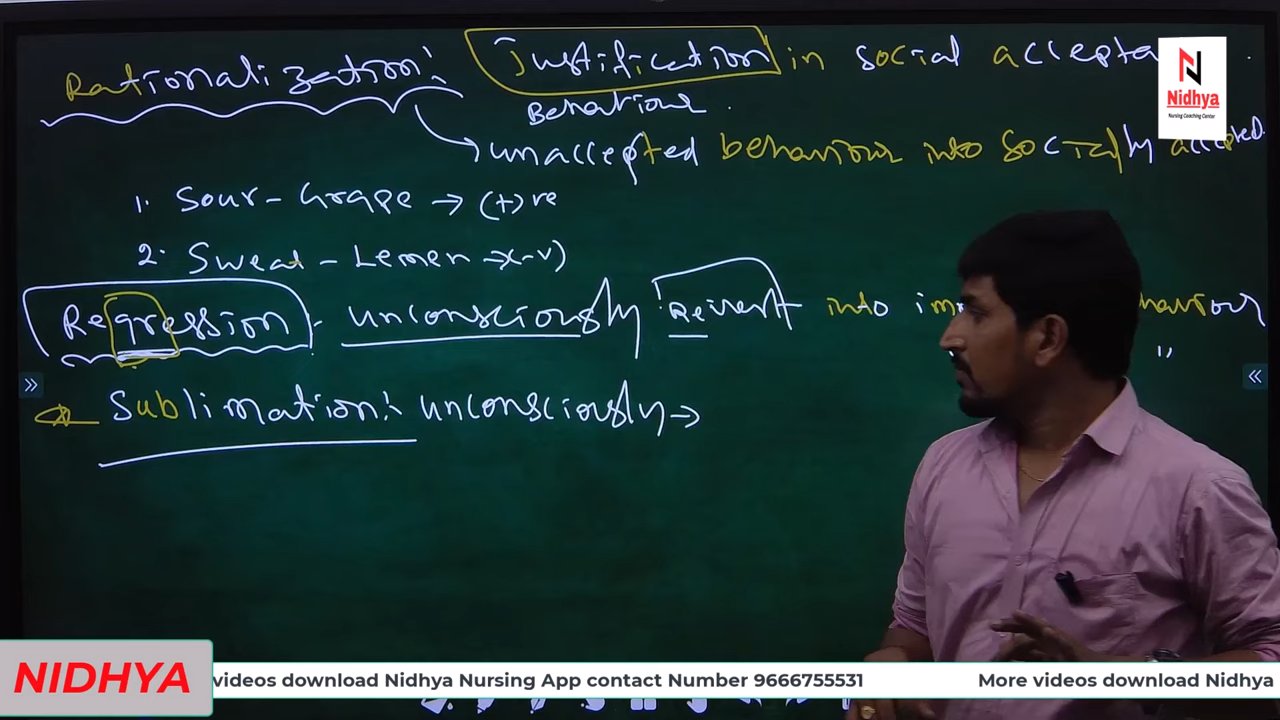 Rationalization:- Justification in social accepta
Behaviour.
→ unaccepted behaviour into socially accepted.
1. Sour-Grape → (+)ve
2. Sweat-Lemen → (-v)
Regression:- unconsciously Revert into im haviour
"
Sublimation:- unconsciously →
N
Nidhya
Nursing Coaching Center
»
«
NIDHYA
videos download Nidhya Nursing App contact Number 9666755531 More videos download Nidhya